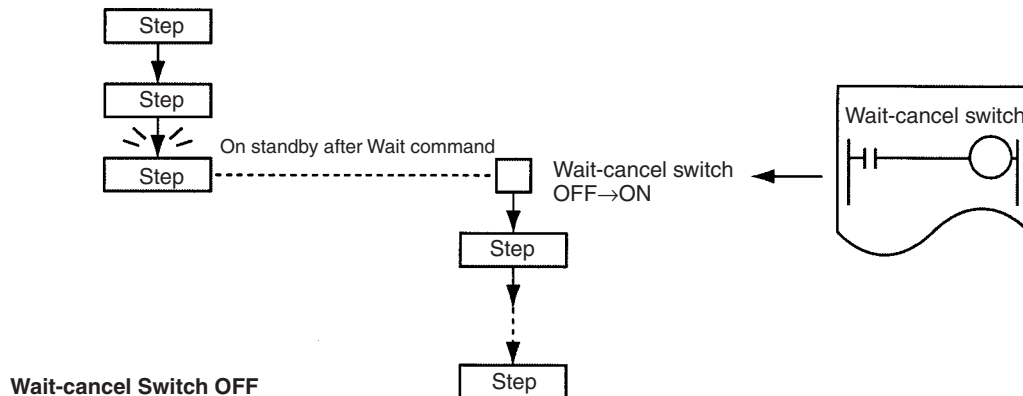 Step
Step
On standby after Wait command
Step
Wait-cancel switch
OFF→ON
Wait-cancel switch
Step
Step
Wait-cancel Switch OFF